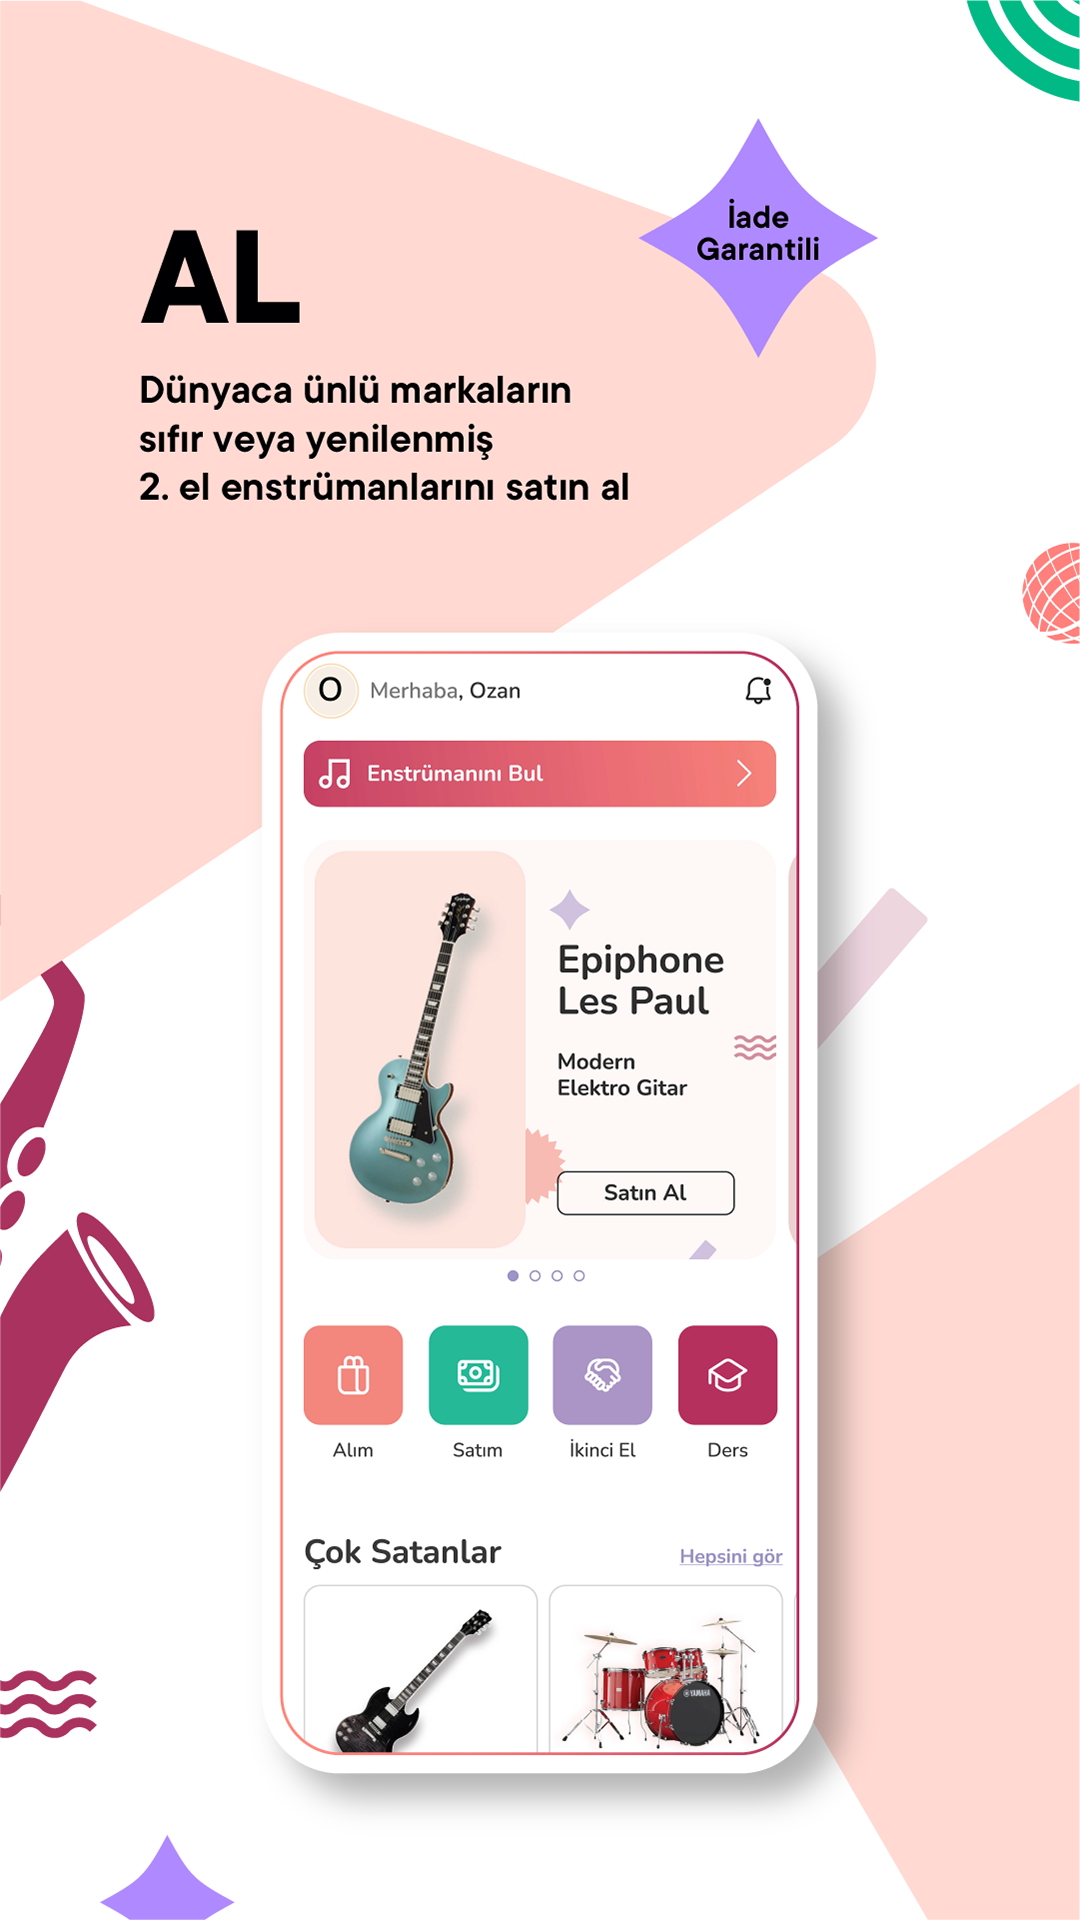 İade
Garantili
AL
Dünyaca ünlü markaların
sıfır veya yenilenmiş
2. el enstrümanlarını satın al
O
Merhaba, Ozan
Enstrümanını Bul
Epiphone
Les Paul
Modern
Elektro Gitar
Satın Al
Alım
Satım
İkinci El
Ders
Çok Satanlar
Hepsini gör
YAMAHA